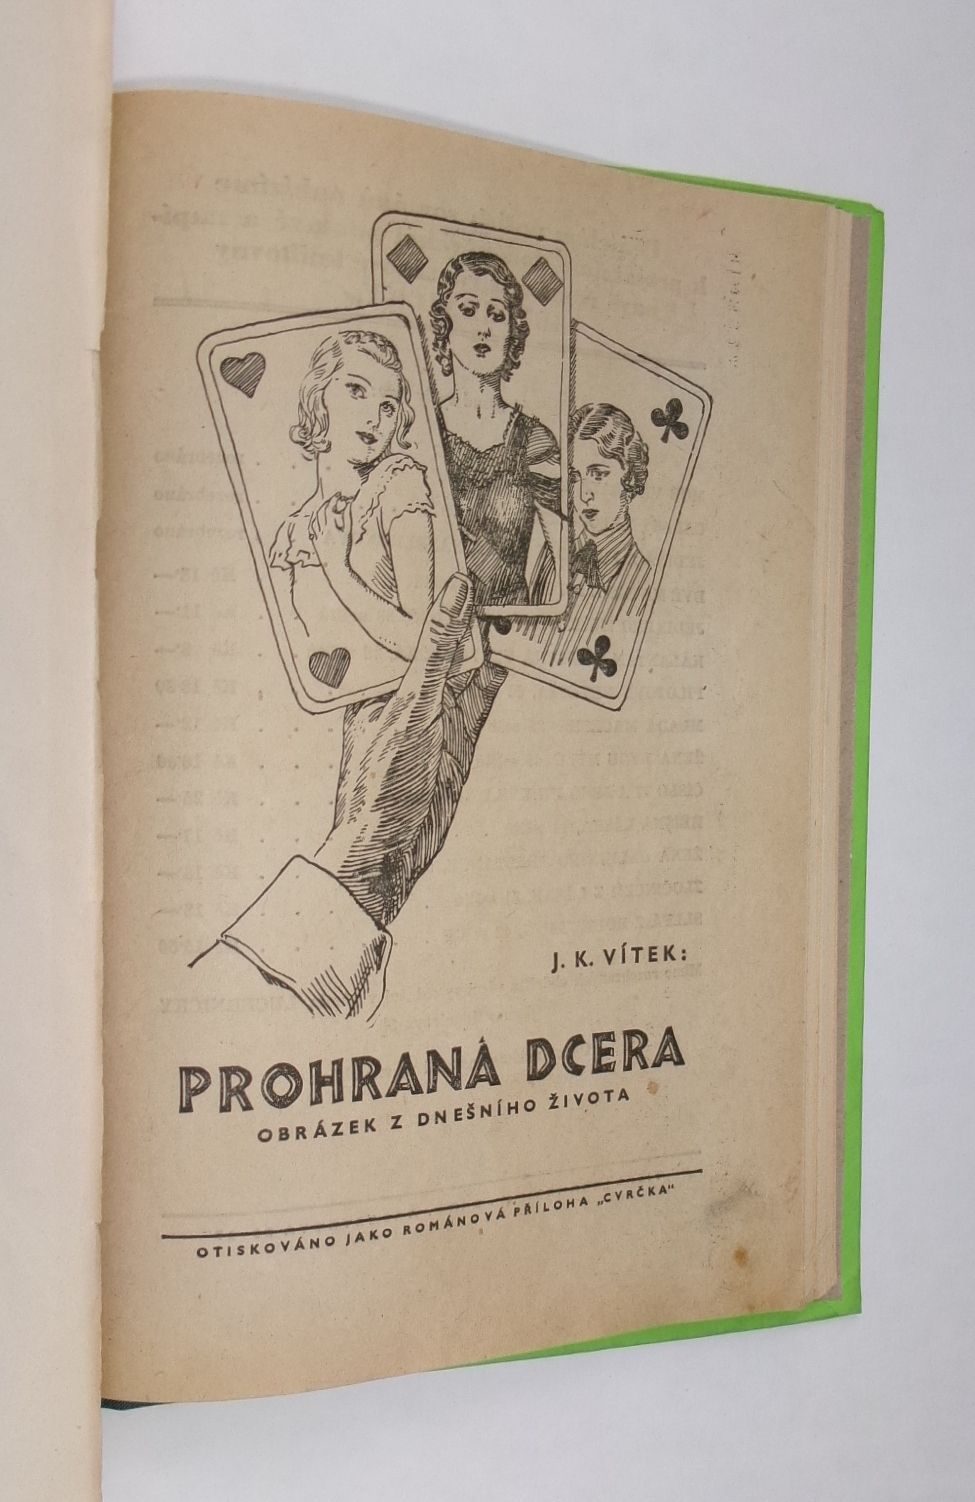 J. K. VÍTEK:
PROHRANÁ DCERA
OBRÁZEK Z DNEŠNÍHO ŽIVOTA
OTISKOVÁNO JAKO ROMÁNOVÁ PŘÍLOHA „CVRČKA“